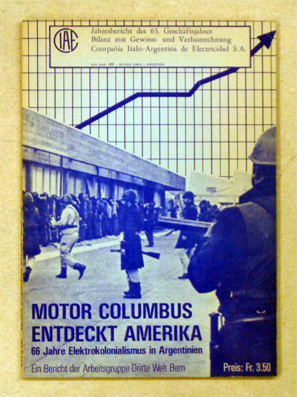 CIAE
Jahresbericht des 65. Geschäftsjahres
Bilanz mit Gewinn- und Verlustrechnung
Compañia Italo-Argentina de Electricidad S.A.
MOTOR COLUMBUS
ENTDECKT AMERIKA
66 Jahre Elektrokolonialismus in Argentinien
Ein Bericht der Arbeitsgruppe Dritte Welt Bern
Preis: Fr. 3.50